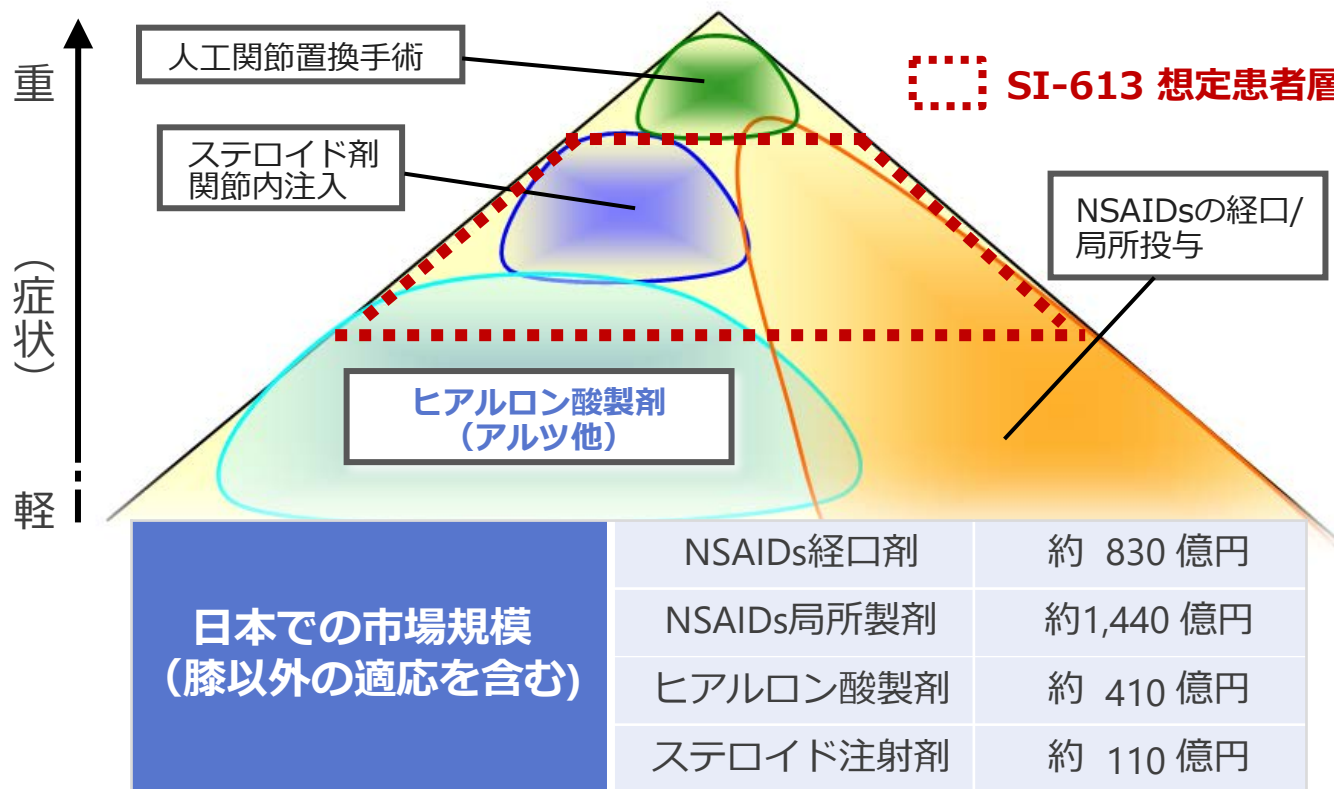 重
(症状)
軽
人工関節置換手術
SI-613 想定患者層
ステロイド剤
関節内注入
NSAIDsの経口/
局所投与
ヒアルロン酸製剤
(アルツ他)
日本での市場規模
(膝以外の適応を含む)
NSAIDs経口剤 約 830 億円
NSAIDs局所製剤 約1,440 億円
ヒアルロン酸製剤 約 410 億円
ステロイド注射剤 約 110 億円